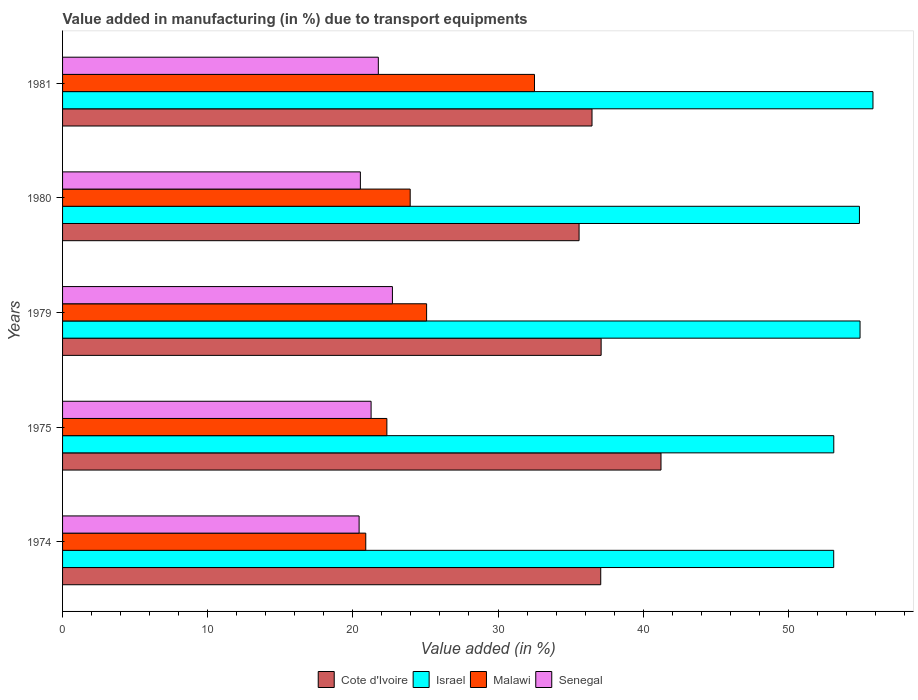 Value added in manufacturing (in %) due to transport equipments
1981
1980
1979
1975
1974
Years
0 10 20 30 40 50
Value added (in %)
Cote d'Ivoire Israel Malawi Senegal